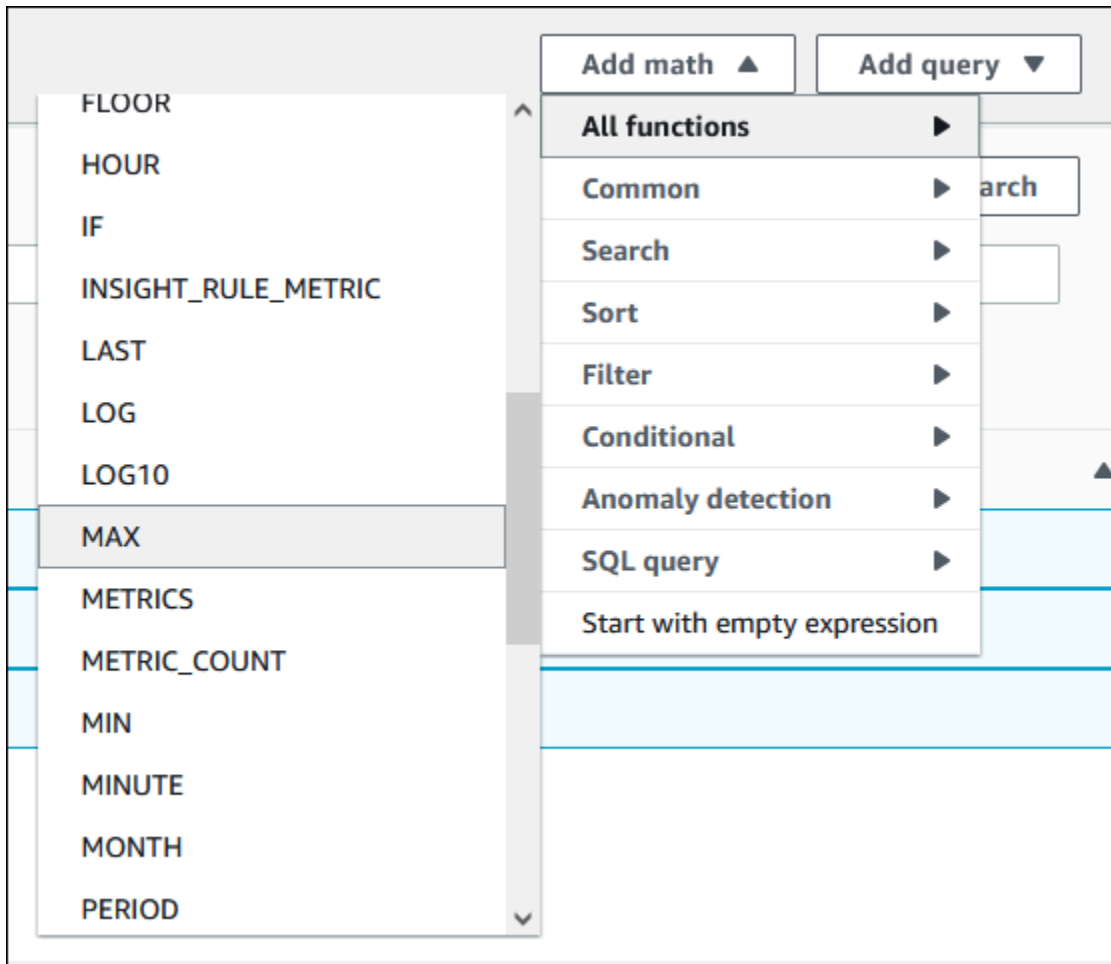 Add math ▲
Add query ▼
FLOOR
HOUR
IF
INSIGHT_RULE_METRIC
LAST
LOG
LOG10
MAX
METRICS
METRIC_COUNT
MIN
MINUTE
MONTH
PERIOD
All functions
Common
Search
Sort
Filter
Conditional
Anomaly detection
SQL query
Start with empty expression
arch